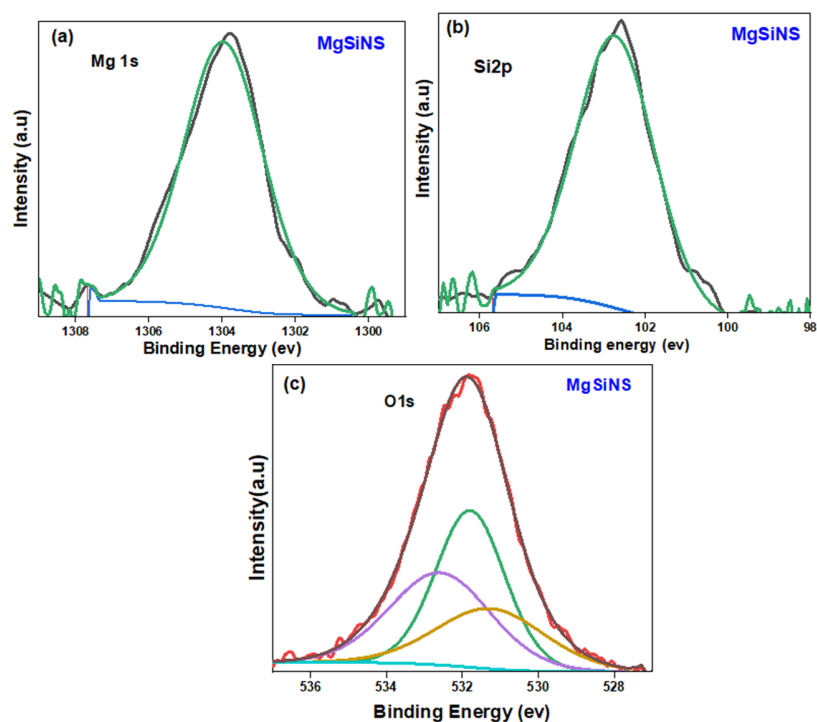 (a)
Mg 1s
MgSiNS
Intensity (a.u)
1308 1306 1304 1302 1300
Binding Energy (ev)
(b)
Si2p
MgSiNS
Intensity (a.u)
106 104 102 100 98
Binding energy (ev)
(c)
O1s
MgSiNS
Intensity(a.u)
536 534 532 530 528
Binding Energy (ev)